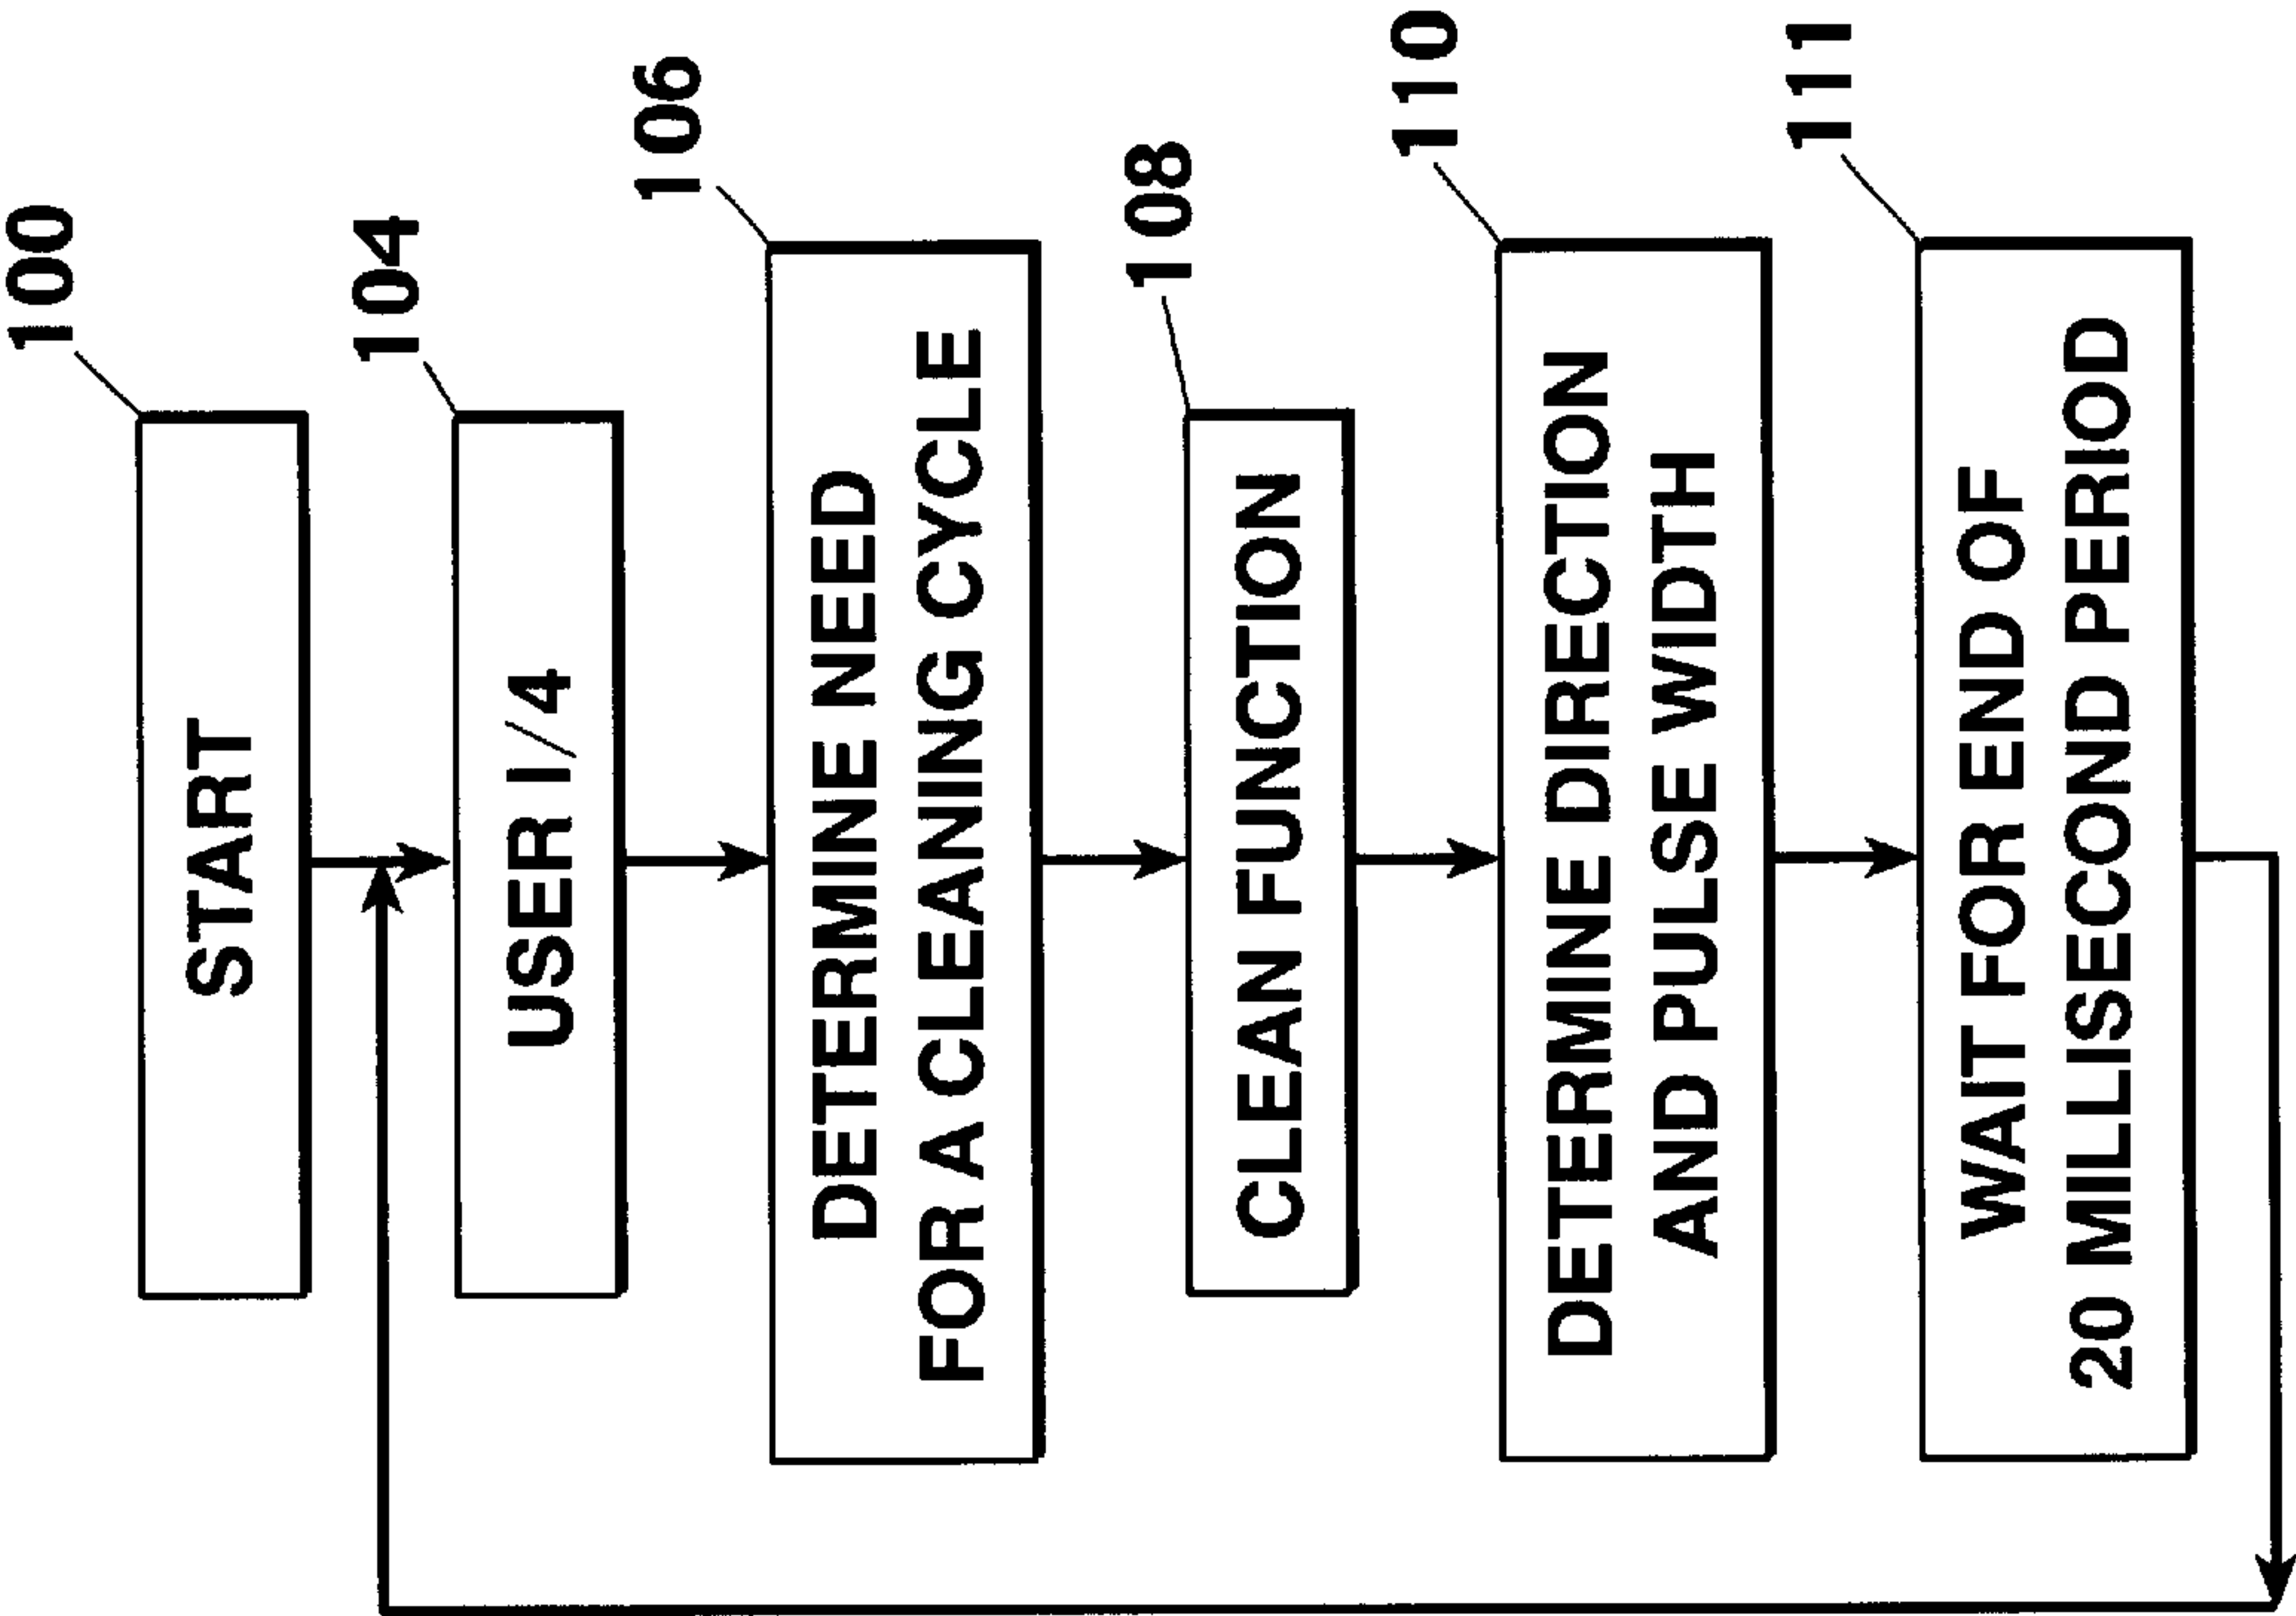 100
START
104
USER I/4
106
DETERMINE NEED
FOR A CLEANING CYCLE
108
CLEAN FUNCTION
110
DETERMINE DIRECTION
AND PULSE WIDTH
111
WAIT FOR END OF
20 MILLISECOND PERIOD